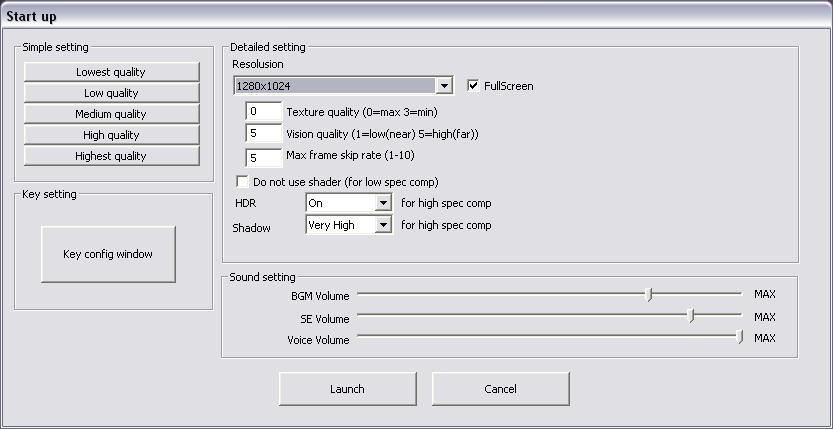 Start up
Simple setting
Lowest quality
Low quality
Medium quality
High quality
Highest quality
Key setting
Key config window
Detailed setting
Resolusion
1280x1024
FullScreen
0 Texture quality (0=max 3=min)
5 Vision quality (1=low(near) 5=high(far))
5 Max frame skip rate (1-10)
Do not use shader (for low spec comp)
HDR On for high spec comp
Shadow Very High for high spec comp
Sound setting
BGM Volume MAX
SE Volume MAX
Voice Volume MAX
Launch Cancel